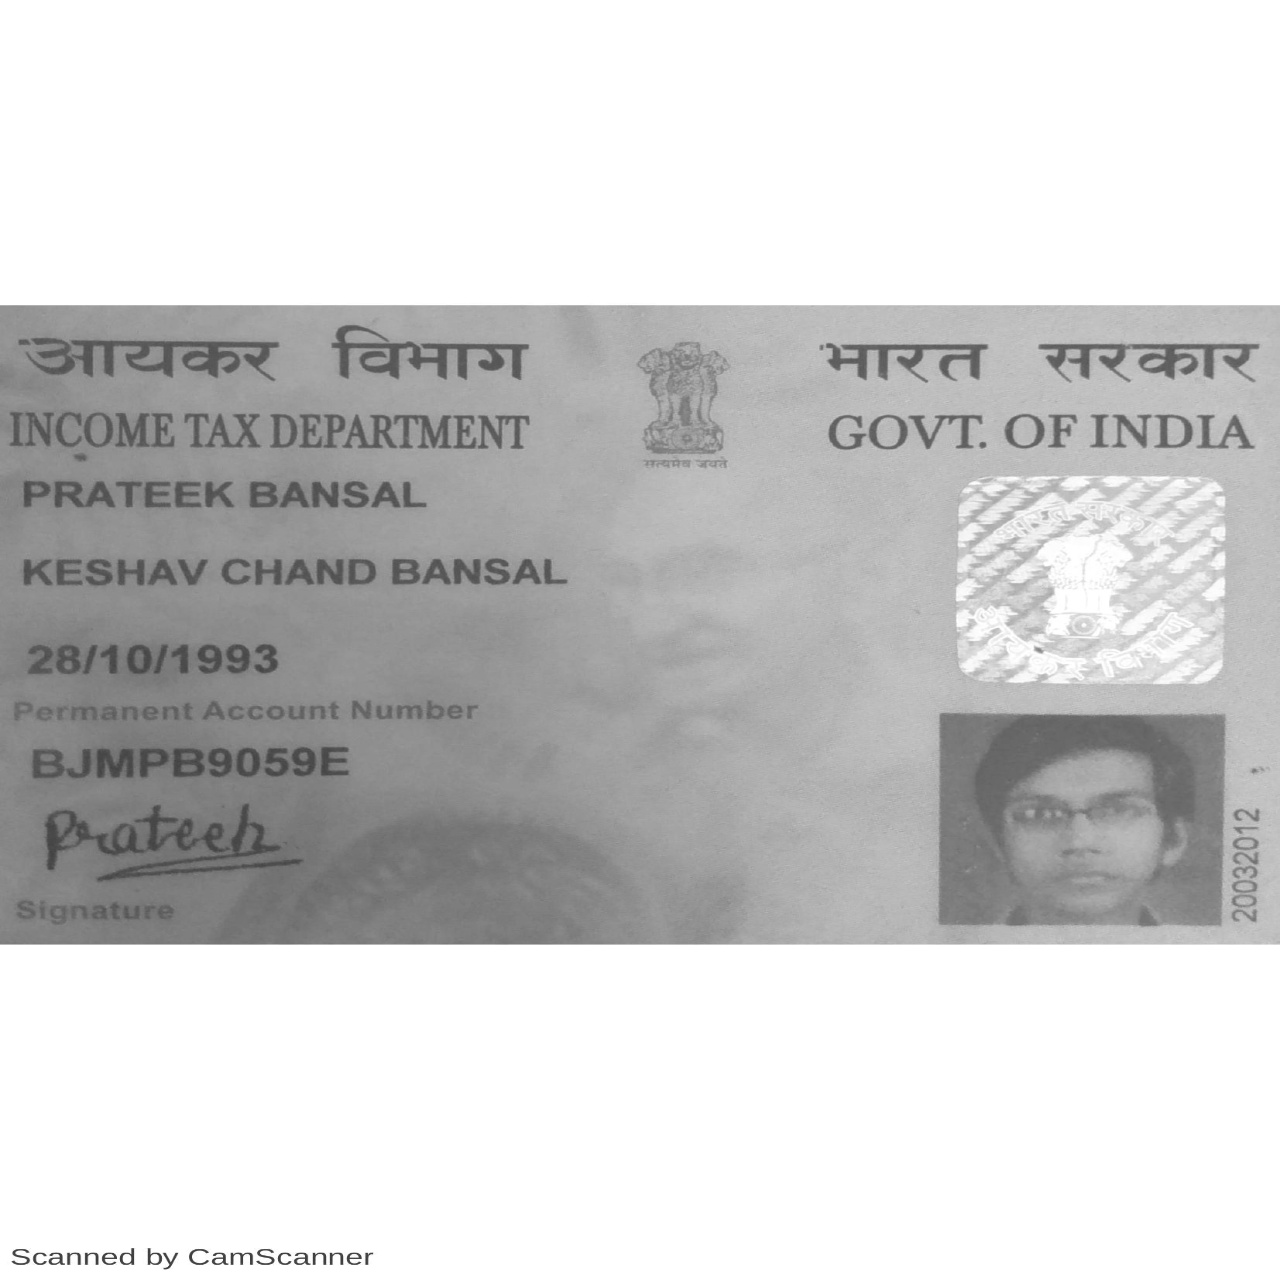 आयकर विभाग
INCOME TAX DEPARTMENT
भारत सरकार
GOVT. OF INDIA
सत्यमेव जयते
PRATEEK BANSAL
KESHAV CHAND BANSAL
28/10/1993
Permanent Account Number
BJMPB9059E
Prateek
Signature
भारत सरकार
आयकर विभाग
20032012
Scanned by CamScanner